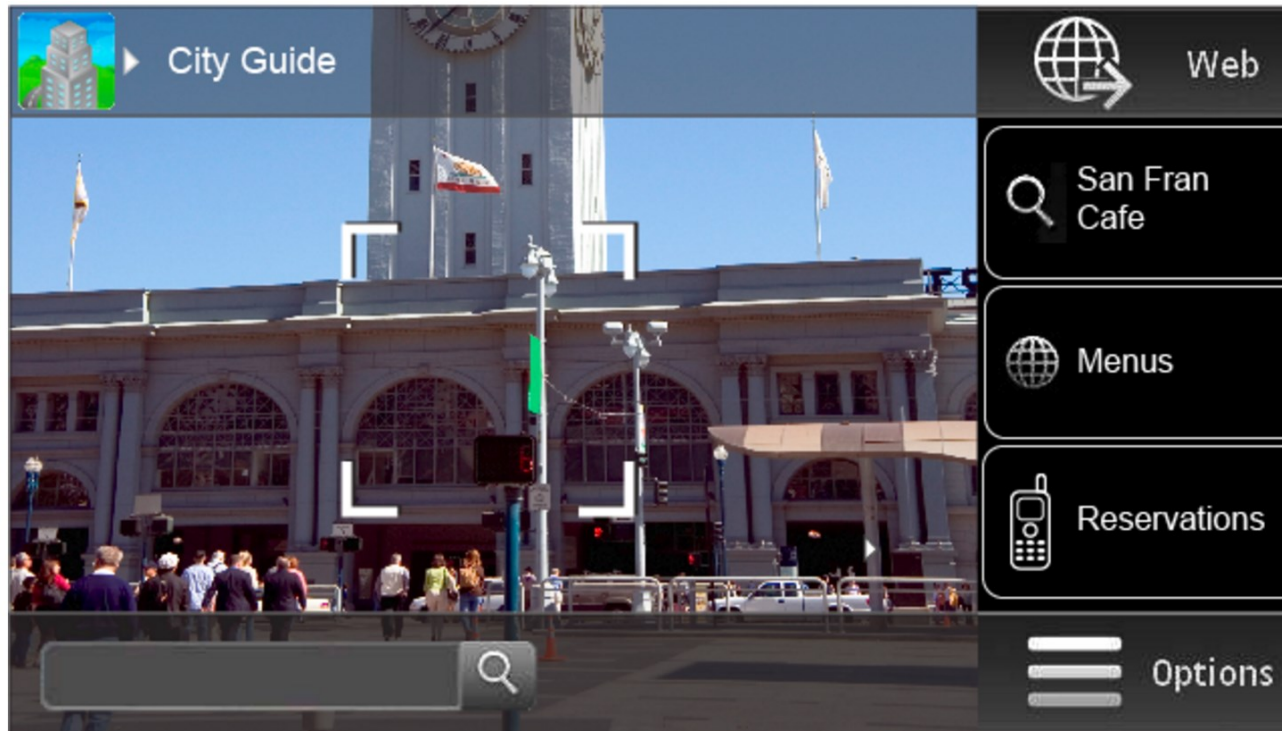 City Guide
Web
San Fran
Cafe
Menus
Reservations
Options